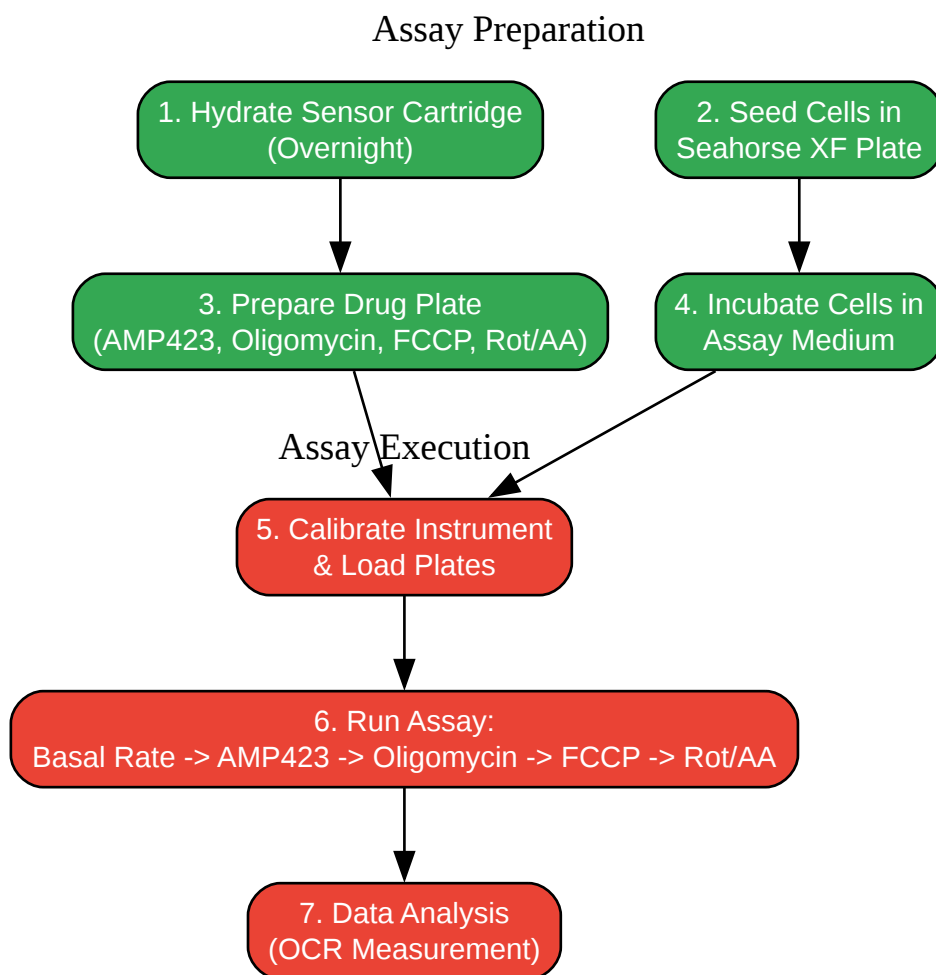 Assay Preparation
1. Hydrate Sensor Cartridge
(Overnight)
2. Seed Cells in
Seahorse XF Plate
3. Prepare Drug Plate
(AMP423, Oligomycin, FCCP, Rot/AA)
4. Incubate Cells in
Assay Medium
Assay Execution
5. Calibrate Instrument
& Load Plates
6. Run Assay:
Basal Rate -> AMP423 -> Oligomycin -> FCCP -> Rot/AA
7. Data Analysis
(OCR Measurement)